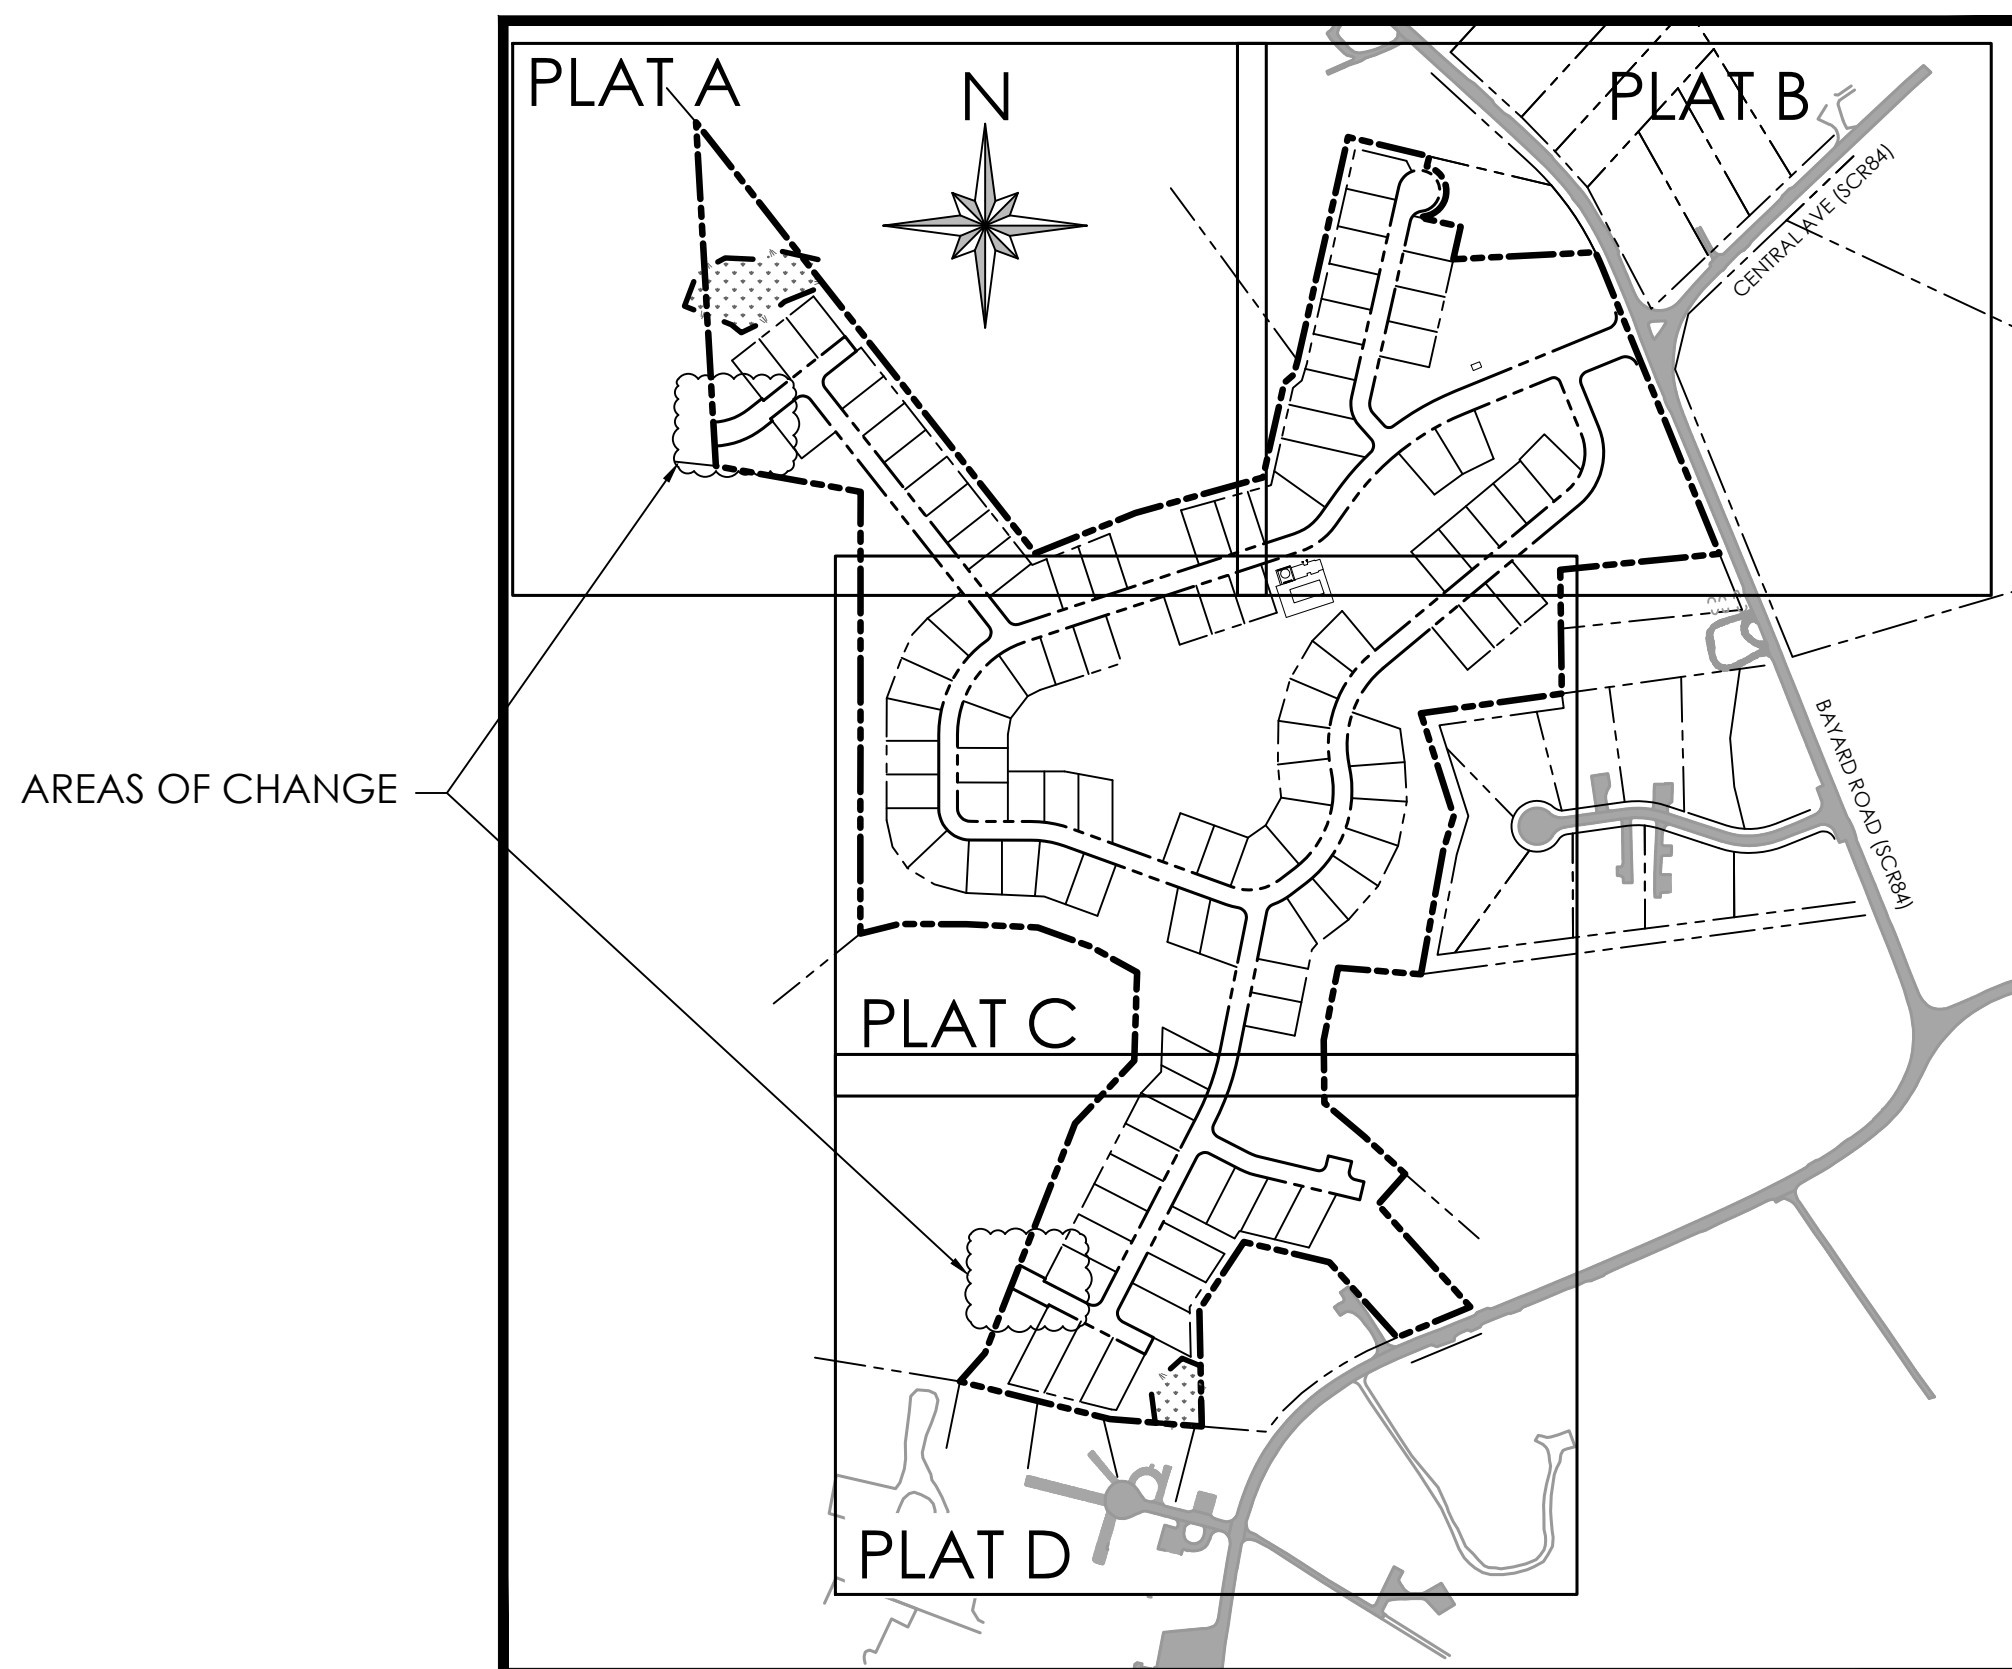 PLAT A
N
PLAT B
CENTRAL AVE (SCR84)
AREAS OF CHANGE
BAYARD ROAD (SCR84)
PLAT C
PLAT D